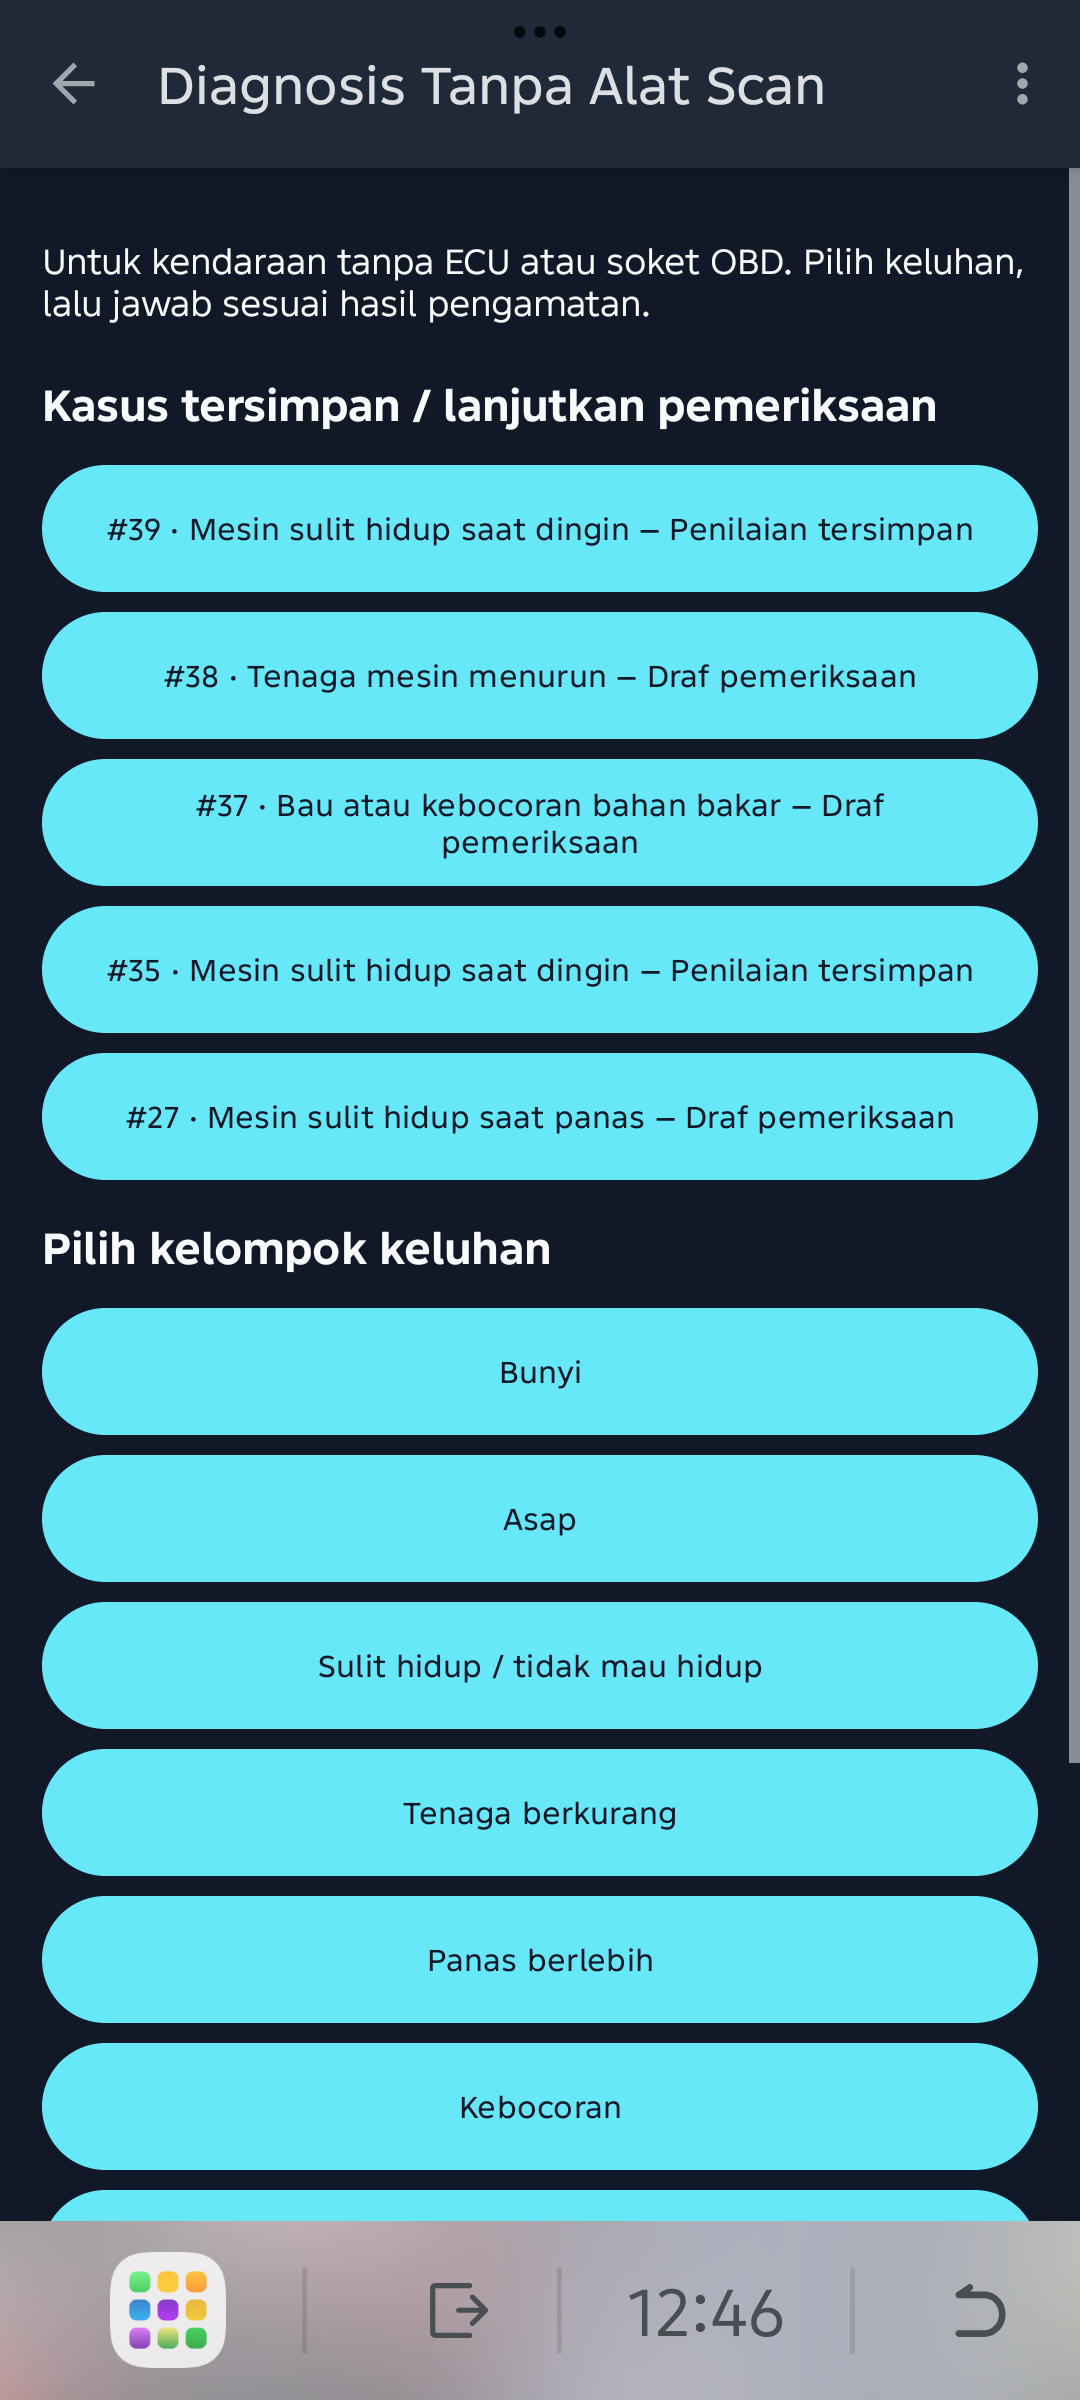 Diagnosis Tanpa Alat Scan
Untuk kendaraan tanpa ECU atau soket OBD. Pilih keluhan,
lalu jawab sesuai hasil pengamatan.
Kasus tersimpan / lanjutkan pemeriksaan
#39 · Mesin sulit hidup saat dingin – Penilaian tersimpan
#38 · Tenaga mesin menurun – Draf pemeriksaan
#37 · Bau atau kebocoran bahan bakar – Draf
pemeriksaan
#35 · Mesin sulit hidup saat dingin – Penilaian tersimpan
#27 · Mesin sulit hidup saat panas – Draf pemeriksaan
Pilih kelompok keluhan
Bunyi
Asap
Sulit hidup / tidak mau hidup
Tenaga berkurang
Panas berlebih
Kebocoran
12:46